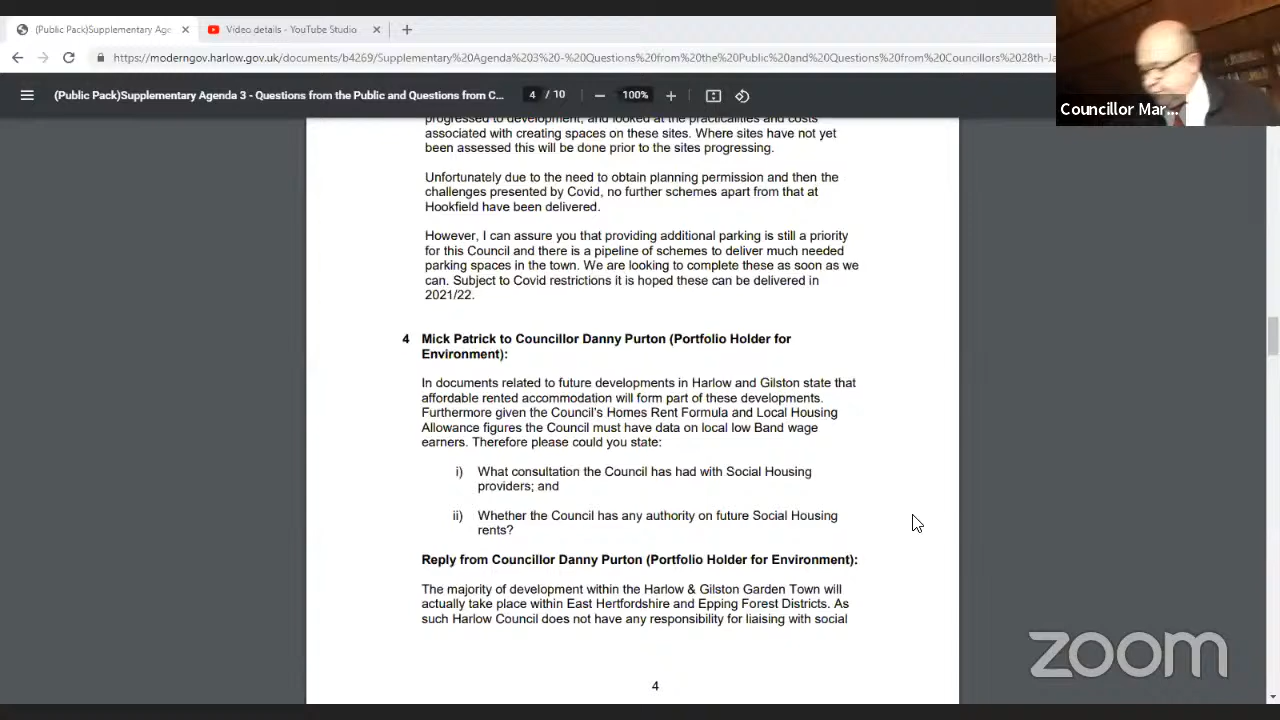 (Public Pack)Supplementary Age
Video details - YouTube Studio
https://moderngov.harlow.gov.uk/documents/b4269/Supplementary%20Agenda%203%20-%20Questions%20from%20the%20Public%20and%20Questions%20from%20Councillors%2028th-Ja
(Public Pack)Supplementary Agenda 3 - Questions from the Public and Questions from C...
4 / 10
100%
Councillor Mar...
progressed to development, and looked at the practicalities and costs
associated with creating spaces on these sites. Where sites have not yet
been assessed this will be done prior to the sites progressing.
Unfortunately due to the need to obtain planning permission and then the
challenges presented by Covid, no further schemes apart from that at
Hookfield have been delivered.
However, I can assure you that providing additional parking is still a priority
for this Council and there is a pipeline of schemes to deliver much needed
parking spaces in the town. We are looking to complete these as soon as we
can. Subject to Covid restrictions it is hoped these can be delivered in
2021/22.
4 Mick Patrick to Councillor Danny Purton (Portfolio Holder for
Environment):
In documents related to future developments in Harlow and Gilston state that
affordable rented accommodation will form part of these developments.
Furthermore given the Council's Homes Rent Formula and Local Housing
Allowance figures the Council must have data on local low Band wage
earners. Therefore please could you state:
i) What consultation the Council has had with Social Housing
providers; and
ii) Whether the Council has any authority on future Social Housing
rents?
Reply from Councillor Danny Purton (Portfolio Holder for Environment):
The majority of development within the Harlow & Gilston Garden Town will
actually take place within East Hertfordshire and Epping Forest Districts. As
such Harlow Council does not have any responsibility for liaising with social
4
zoom